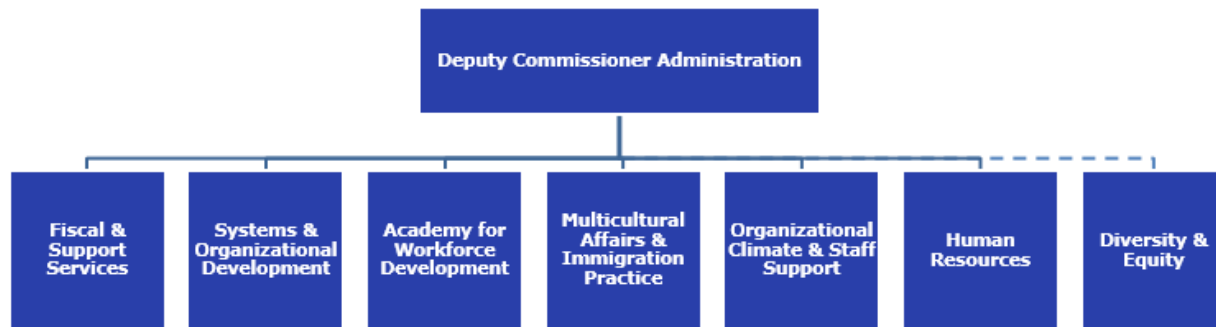 Deputy Commissioner Administration
Fiscal &
Support
Services
Systems &
Organizational
Development
Academy for
Workforce
Development
Multicultural
Affairs &
Immigration
Practice
Organizational
Climate & Staff
Support
Human
Resources
Diversity &
Equity